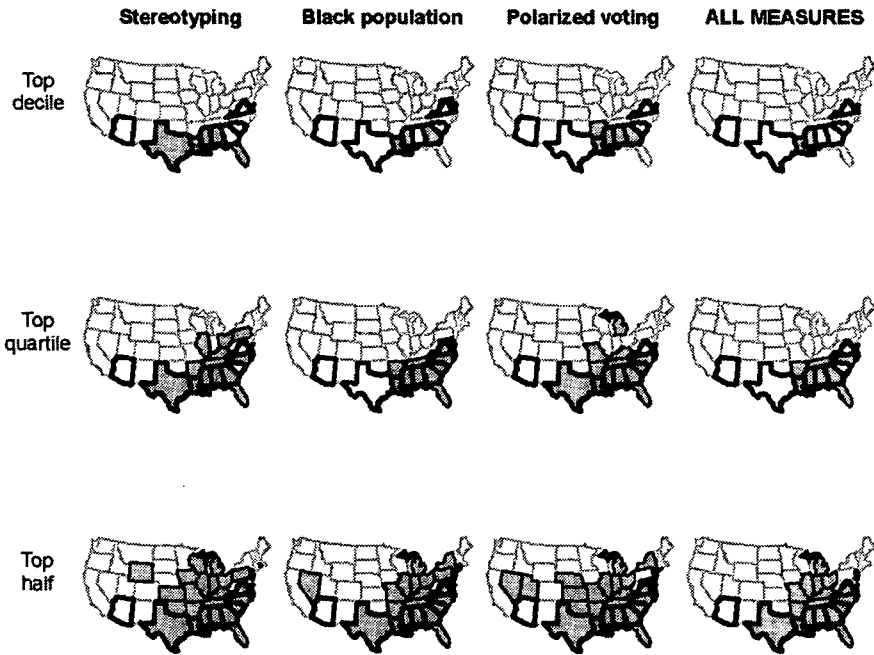 Stereotyping Black population Polarized voting ALL MEASURES
Top
decile
Top
quartile
Top
half